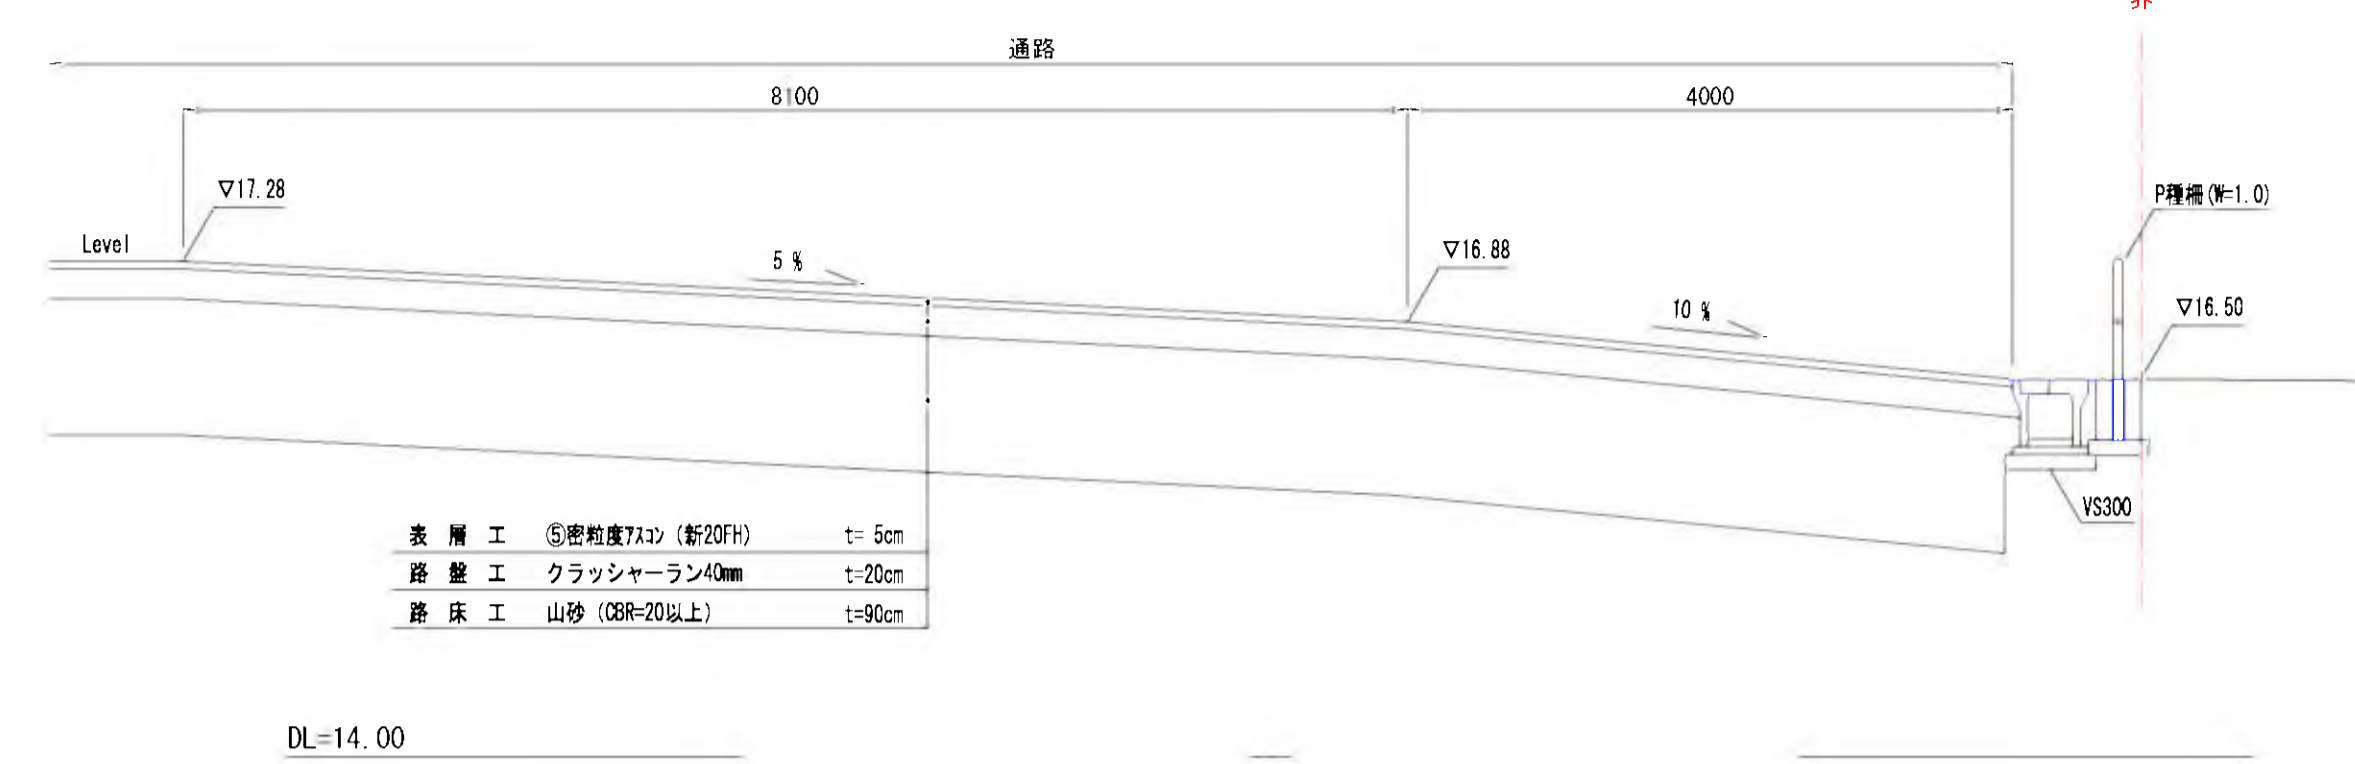 界
通路
8100
4000
▽17.28
P種柵(W=1.0)
Level
5 %
▽16.88
10 %
▽16.50
VS300
表層工 ⑤密粒度アスコン (新20FH) t= 5cm
路盤工 クラッシャーラン40mm t=20cm
路床工 山砂 (CBR=20以上) t=90cm
DL=14.00